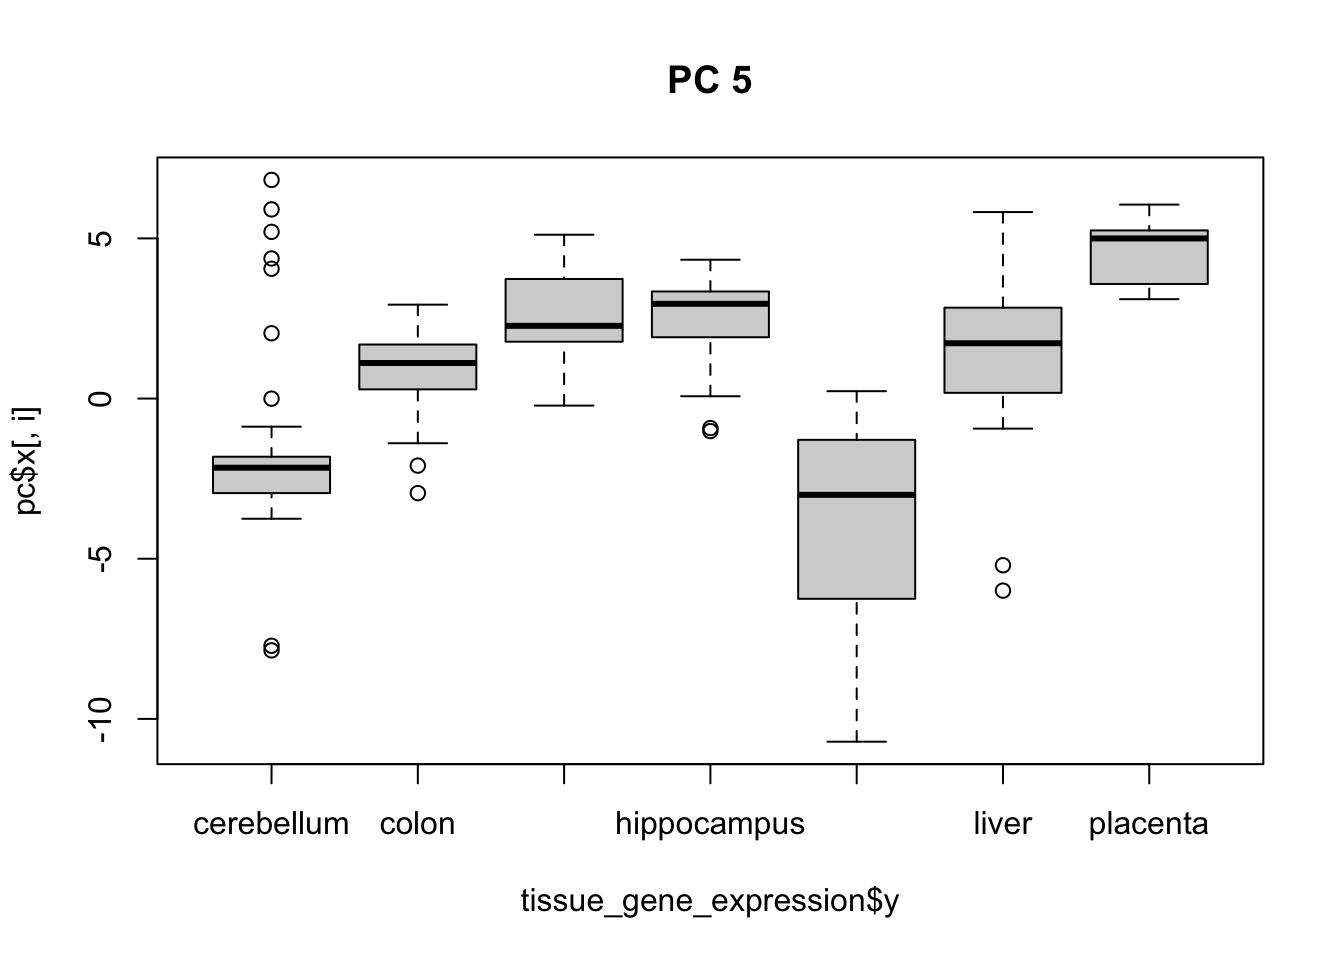 PC 5
pc$x[, i]
5
0
-5
-10
cerebellum colon hippocampus liver placenta
tissue_gene_expression$y